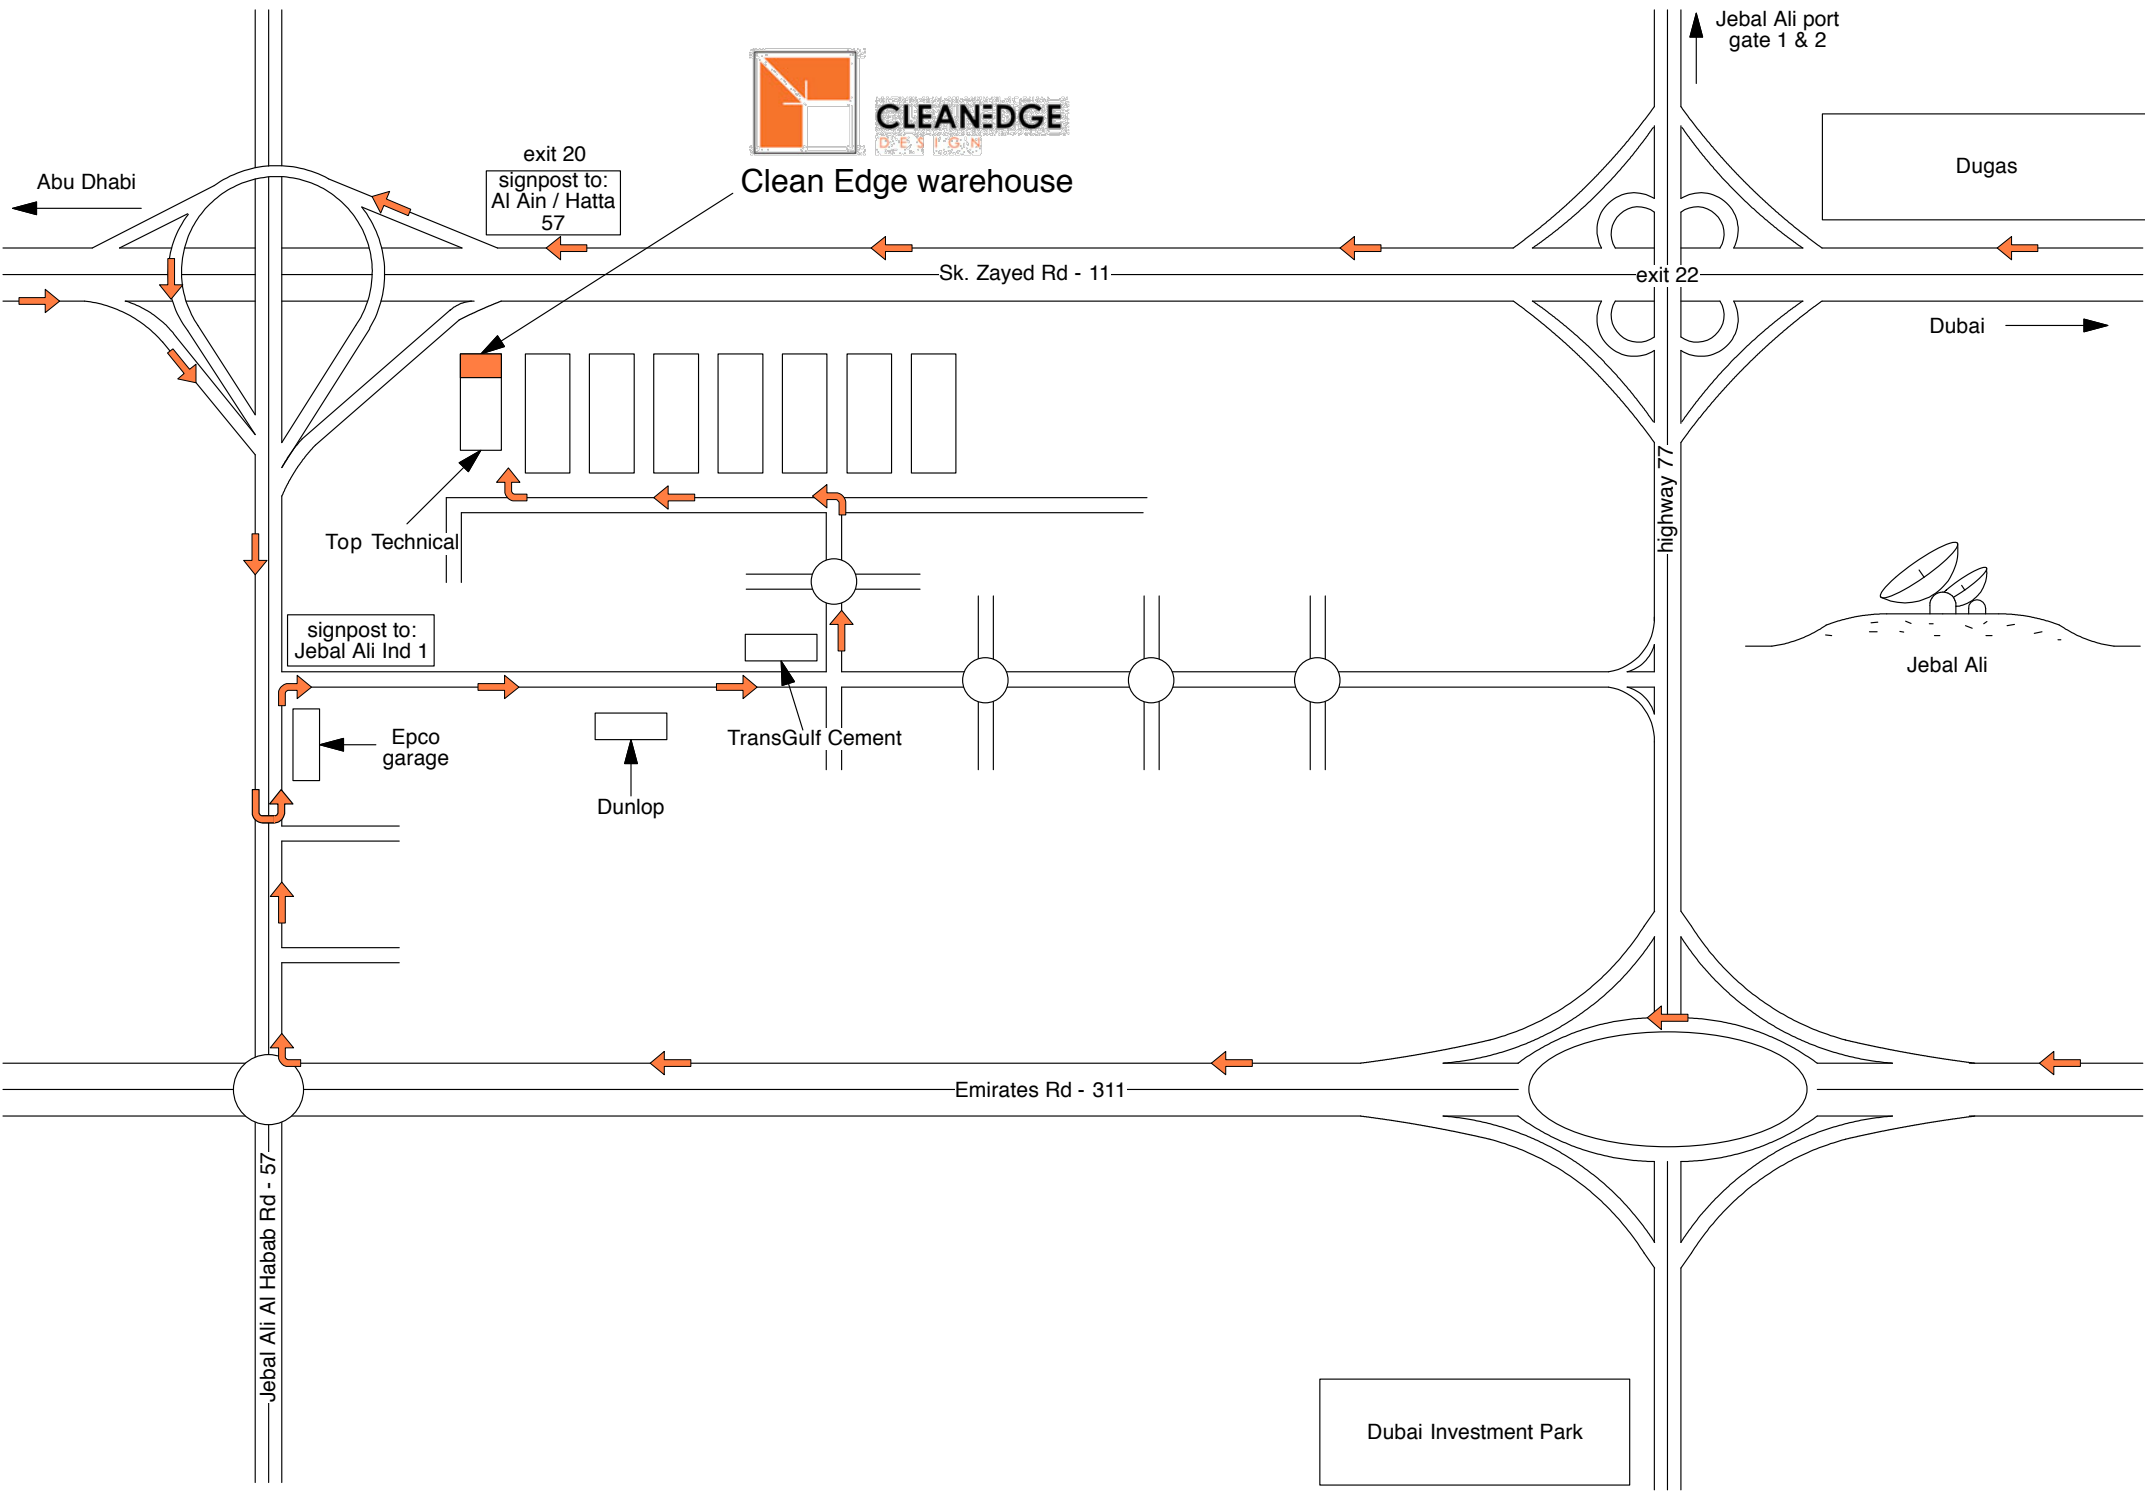 Jebal Ali port
gate 1 & 2
CLEANEDGE
DESIGN
Clean Edge warehouse
exit 20
signpost to:
Al Ain / Hatta
57
Abu Dhabi
Dugas
Sk. Zayed Rd - 11
exit 22
Dubai
highway 77
Top Technical
signpost to:
Jebal Ali Ind 1
Jebal Ali
Epco
garage
TransGulf Cement
Dunlop
Emirates Rd - 311
Jebal Ali Al Habab Rd - 57
Dubai Investment Park